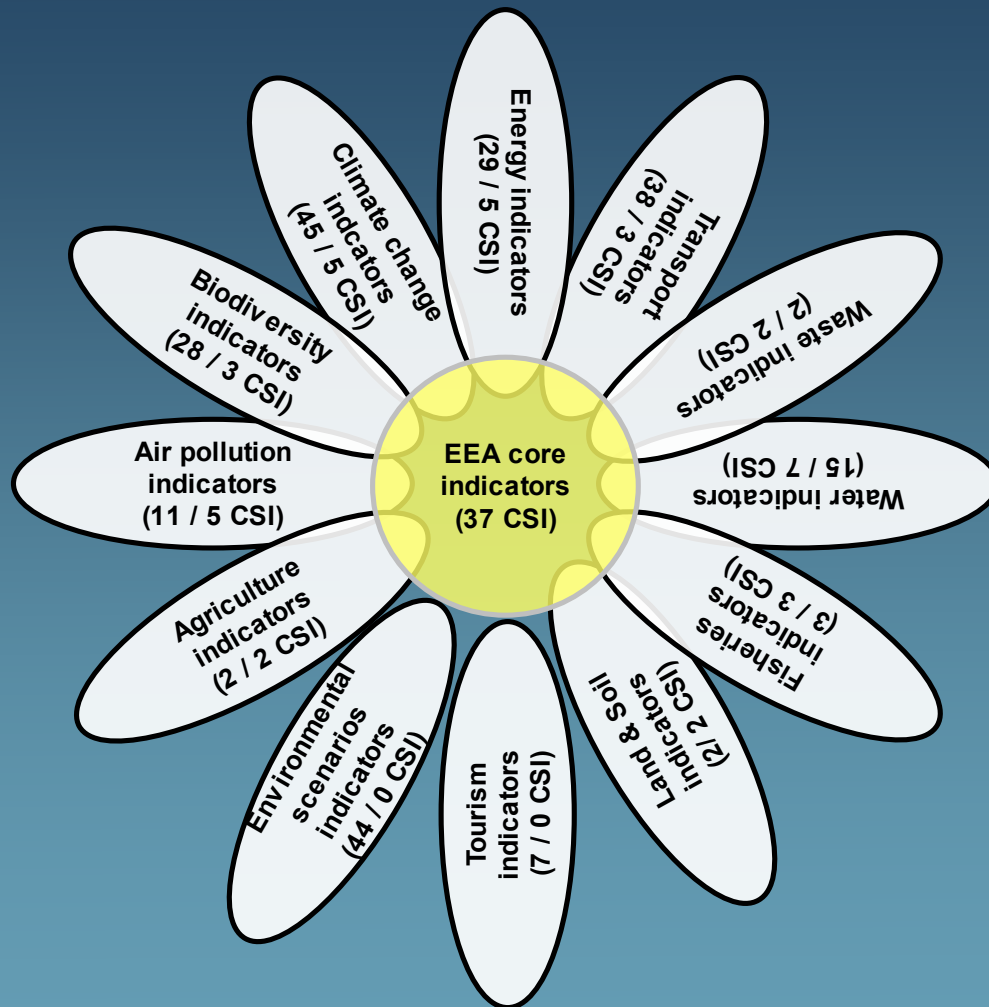 Energy indicators
(29 / 5 CSI)
Transport
indicators
(38 / 3 CSI)
Waste indicators
(2 / 2 CSI)
Water indicators
(15 / 7 CSI)
Fisheries
indicators
(3 / 3 CSI)
Land & Soil
indicators
(2/ 2 CSI)
Tourism
indicators
(7 / 0 CSI)
Environmental
scenarios
indicators
(44 / 0 CSI)
Agriculture
indicators
(2 / 2 CSI)
Air pollution
indicators
(11 / 5 CSI)
Biodiversity
indicators
(28 / 3 CSI)
Climate change
indcators
(45 / 5 CSI)
EEA core
indicators
(37 CSI)